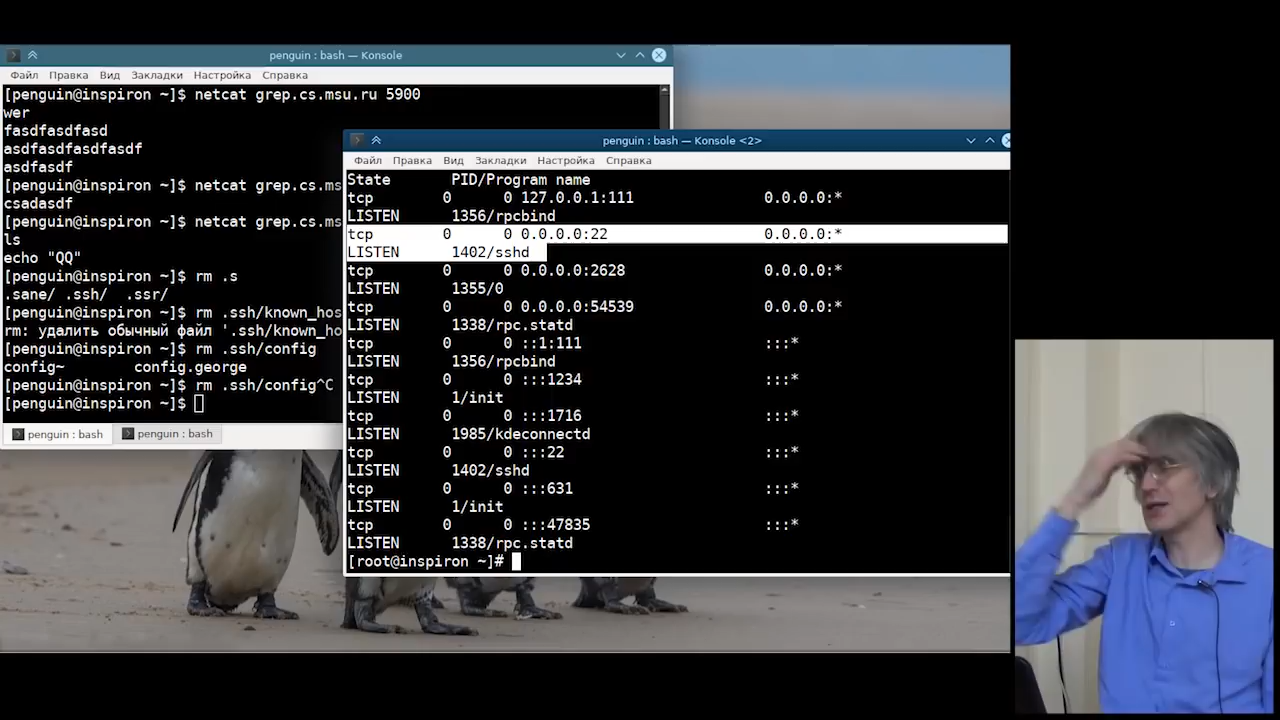 penguin : bash — Konsole
Файл Правка Вид Закладки Настройка Справка
[penguin@inspiron ~]$ netcat grep.cs.msu.ru 5900
wer
fasdfasdfasd
asdfasdfasdfasdf
asdfasdf
[penguin@inspiron ~]$ netcat grep.cs.ms
csadasdf
[penguin@inspiron ~]$ netcat grep.cs.ms
ls
echo "QQ"
[penguin@inspiron ~]$ rm .s
.sane/ .ssh/ .ssr/
[penguin@inspiron ~]$ rm .ssh/known_hos
rm: удалить обычный файл '.ssh/known_ho
[penguin@inspiron ~]$ rm .ssh/config
config~ config.george
[penguin@inspiron ~]$ rm .ssh/config^C
[penguin@inspiron ~]$
penguin : bash penguin : bash
penguin : bash — Konsole <2>
Файл Правка Вид Закладки Настройка Справка
State PID/Program name
tcp 0 0 127.0.0.1:111 0.0.0.0:*
LISTEN 1356/rpcbind
tcp 0 0 0.0.0.0:22 0.0.0.0:*
LISTEN 1402/sshd
tcp 0 0 0.0.0.0:2628 0.0.0.0:*
LISTEN 1355/0
tcp 0 0 0.0.0.0:54539 0.0.0.0:*
LISTEN 1338/rpc.statd
tcp 0 0 ::1:111 :::*
LISTEN 1356/rpcbind
tcp 0 0 :::1234 :::*
LISTEN 1/init
tcp 0 0 :::1716 :::*
LISTEN 1985/kdeconnectd
tcp 0 0 :::22 :::*
LISTEN 1402/sshd
tcp 0 0 :::631 :::*
LISTEN 1/init
tcp 0 0 :::47835 :::*
LISTEN 1338/rpc.statd
[root@inspiron ~]#